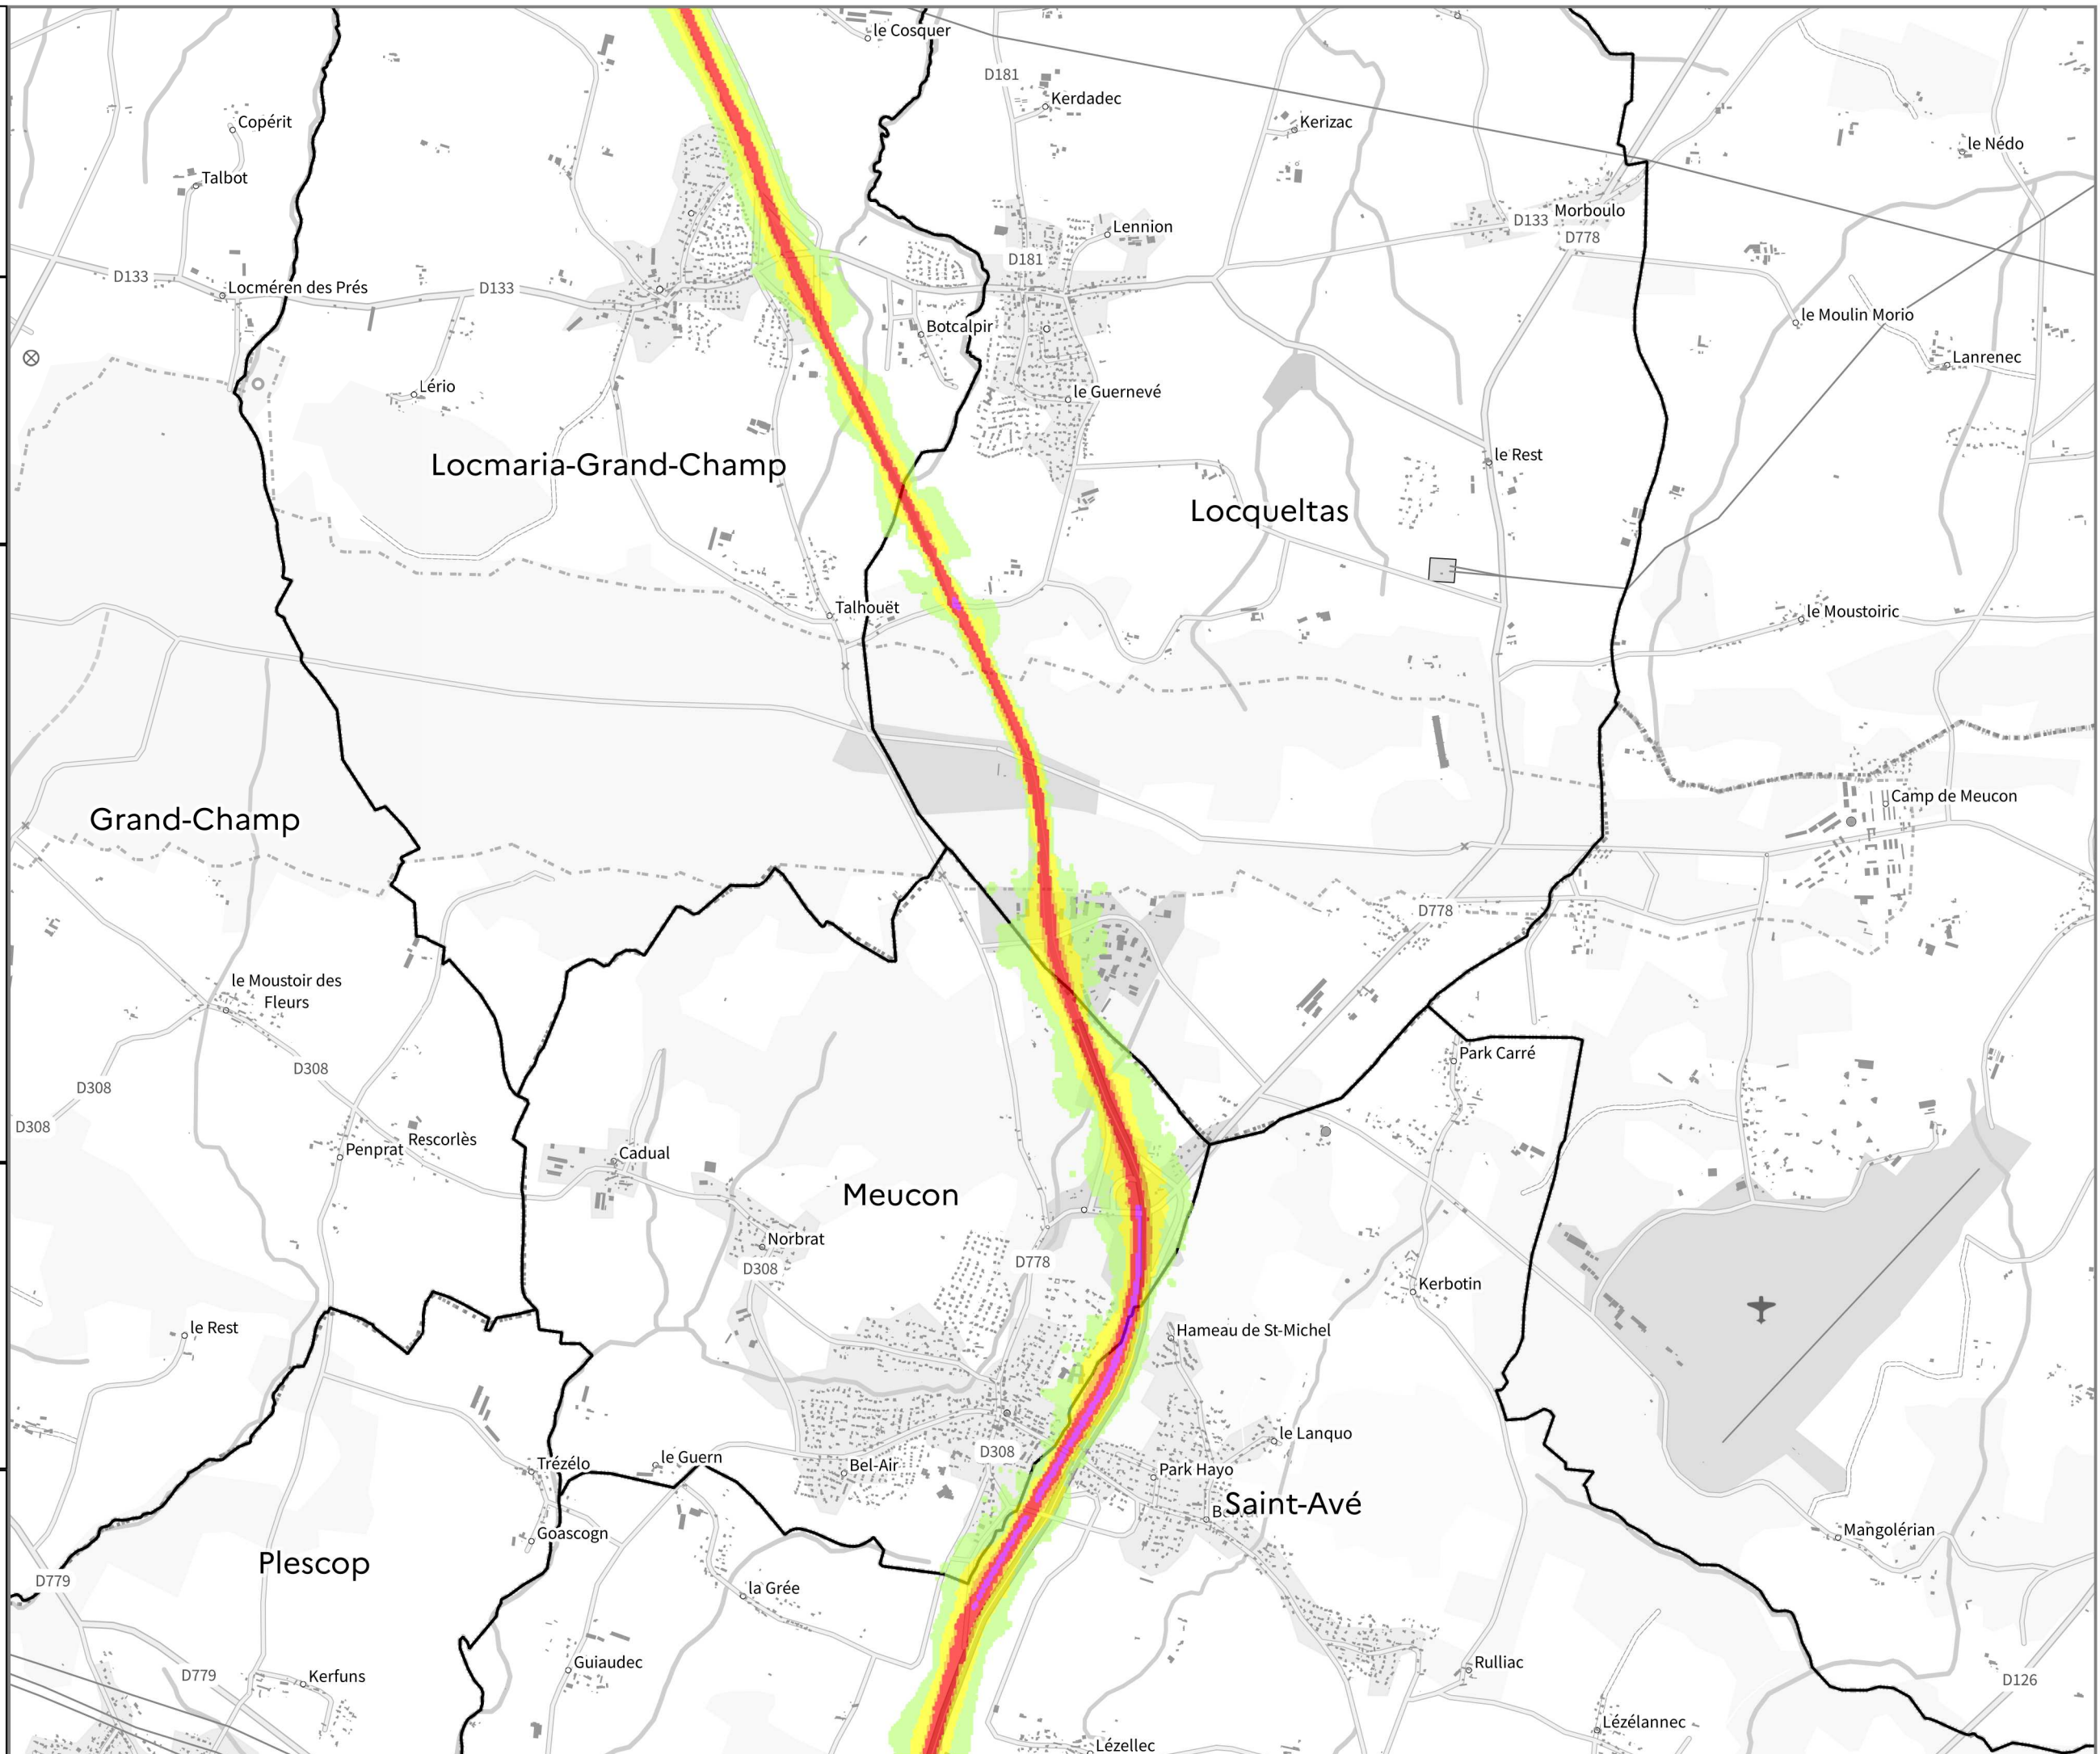 le Cosquer
D181
Kerdadec
Copérit
Kerizac
le Nédo
Talbot
Morboulo
D133
Lennion
D778
D181
D133
Locméren des Prés
D133
le Moulin Morio
Botcalpir
Lanrenec
Lério
le Guernevé
Locmaria-Grand-Champ
le Rest
Locqueltas
Talhouët
le Moustoiric
Camp de Meucon
Grand-Champ
D778
le Moustoir des
Fleurs
Park Carré
D308
D308
D308
Rescorlès
Penprat
Cadual
Meucon
Norbrat
D778
D308
Kerbotin
le Rest
Hameau de St-Michel
le Lanquo
D308
le Guern
Trézélo
Bel-Air
Park Hayo
Saint-Avé
Mangolérian
Goascogn
Plescop
D779
la Grée
Guiaudec
Rulliac
D779
Kerfuns
D126
Lézélannec
Lézellec